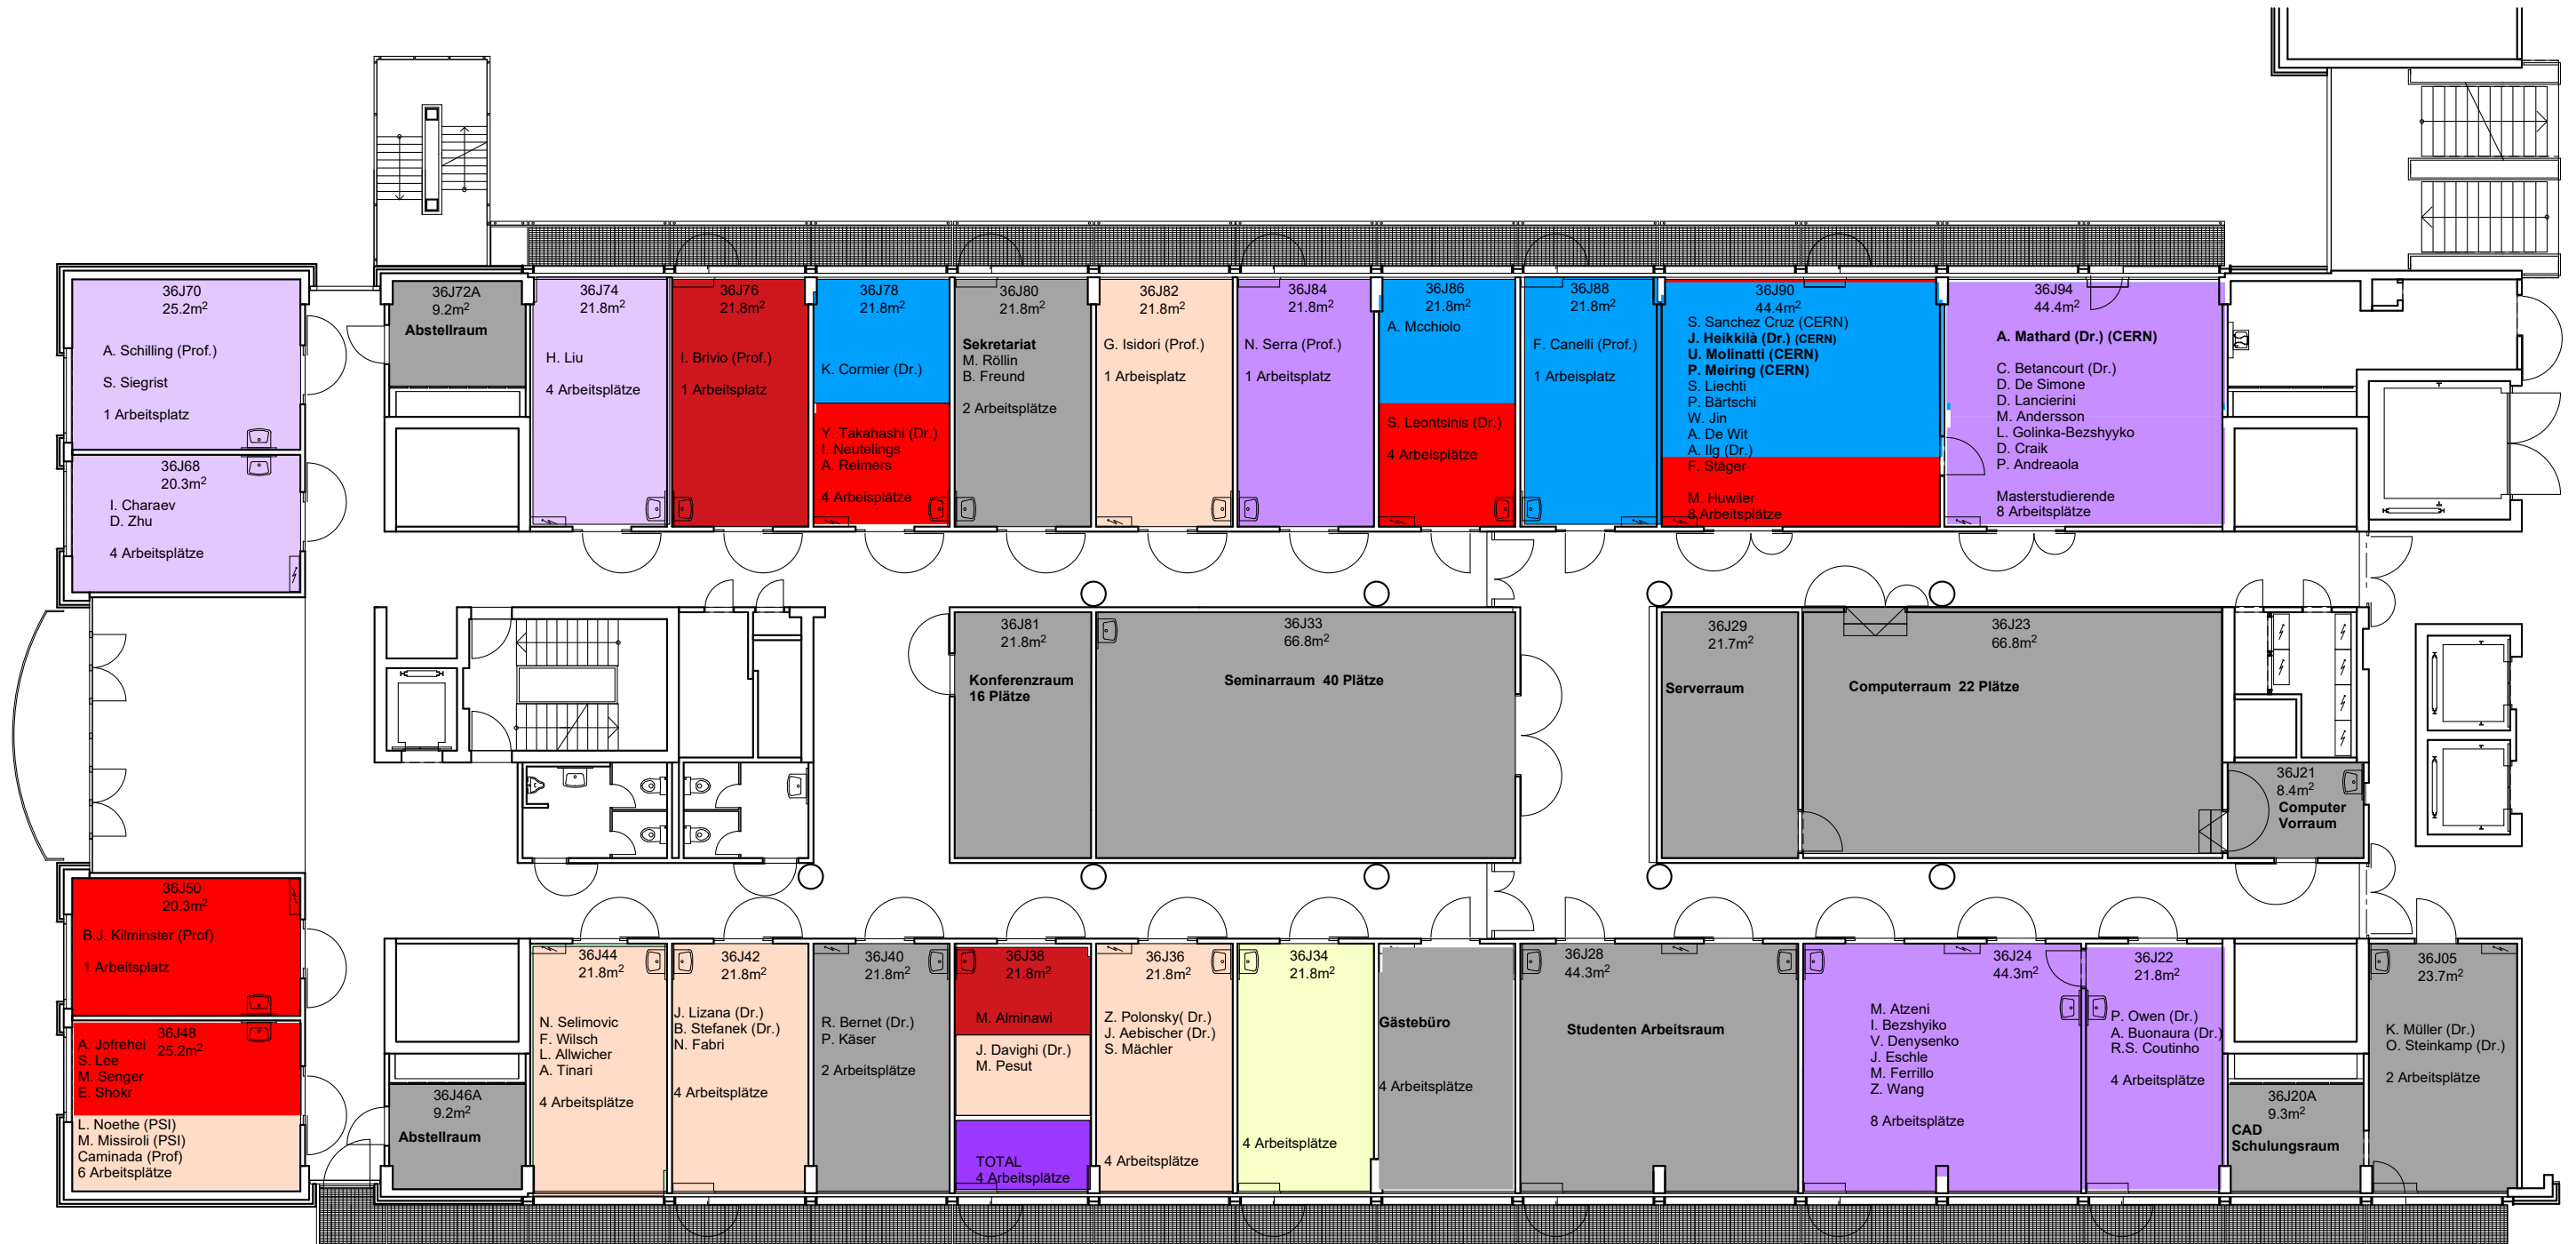 36J70
25.2m²
A. Schilling (Prof.)
S. Siegrist
1 Arbeitsplatz
36J68
20.3m²
I. Charaev
D. Zhu
4 Arbeitsplätze
36J72A
9.2m²
Abstellraum
36J74
21.8m²
H. Liu
4 Arbeitsplätze
36J76
21.8m²
I. Brivio (Prof.)
1 Arbeitsplatz
36J78
21.8m²
K. Cormier (Dr.)
Y. Takahashi (Dr.)
I. Neutelings
A. Reimers
4 Arbeisplätze
36J80
21.8m²
Sekretariat
M. Röllin
B. Freund
2 Arbeitsplätze
36J82
21.8m²
G. Isidori (Prof.)
1 Arbeisplatz
36J84
21.8m²
N. Serra (Prof.)
1 Arbeitsplatz
36J86
21.8m²
A. Mcchiolo
S. Leontsinis (Dr.)
4 Arbeisplätze
36J88
21.8m²
F. Canelli (Prof.)
1 Arbeisplatz
36J90
44.4m²
S. Sanchez Cruz (CERN)
J. Heikkilà (Dr.) (CERN)
U. Molinatti (CERN)
P. Meiring (CERN)
S. Liechti
P. Bärtschi
W. Jin
A. De Wit
A. Ilg (Dr.)
F. Stäger
M. Huwiler
8 Arbeitsplätze
36J94
44.4m²
A. Mathard (Dr.) (CERN)
C. Betancourt (Dr.)
D. De Simone
D. Lancierini
M. Andersson
L. Golinka-Bezshyyko
D. Craik
P. Andreaola
Masterstudierende
8 Arbeitsplätze
36J81
21.8m²
Konferenzraum
16 Plätze
36J33
66.8m²
Seminarraum 40 Plätze
36J29
21.7m²
Serverraum
36J23
66.8m²
Computerraum 22 Plätze
36J21
8.4m²
Computer
Vorraum
36J50
20.3m²
B.J. Kilminster (Prof)
1 Arbeitsplatz
36J48
25.2m²
A. Jofrehei
S. Lee
M. Senger
E. Shokr
L. Noethe (PSI)
M. Missiroli (PSI)
Caminada (Prof)
6 Arbeitsplätze
36J46A
9.2m²
Abstellraum
36J44
21.8m²
N. Selimovic
F. Wilsch
L. Allwicher
A. Tinari
4 Arbeitsplätze
36J42
21.8m²
J. Lizana (Dr.)
B. Stefanek (Dr.)
N. Fabri
4 Arbeitsplätze
36J40
21.8m²
R. Bernet (Dr.)
P. Käser
2 Arbeitsplätze
36J38
21.8m²
M. Alminawi
J. Davighi (Dr.)
M. Pesut
TOTAL
4 Arbeitsplätze
36J36
21.8m²
Z. Polonsky( Dr.)
J. Aebischer (Dr.)
S. Mächler
4 Arbeitsplätze
36J34
21.8m²
4 Arbeitsplätze
Gästebüro
4 Arbeitsplätze
36J28
44.3m²
Studenten Arbeitsraum
36J24
44.3m²
M. Atzeni
I. Bezshyiko
V. Denysenko
J. Eschle
M. Ferrillo
Z. Wang
8 Arbeitsplätze
36J22
21.8m²
P. Owen (Dr.)
A. Buonaura (Dr.)
R.S. Coutinho
4 Arbeitsplätze
36J20A
9.3m²
CAD
Schulungsraum
36J05
23.7m²
K. Müller (Dr.)
O. Steinkamp (Dr.)
2 Arbeitsplätze